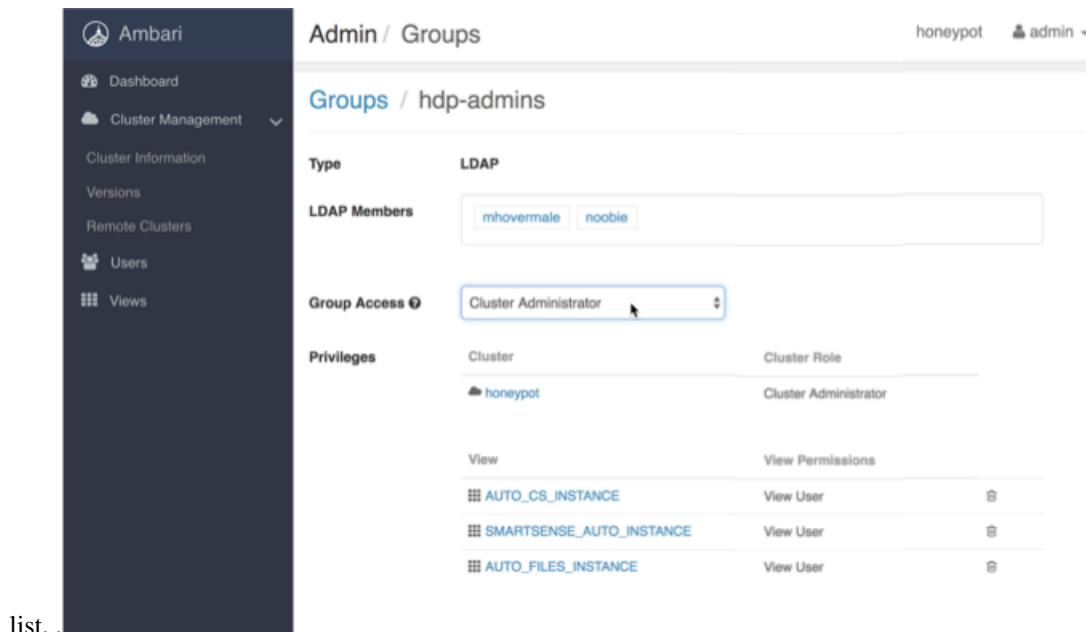 Ambari
Admin / Groups
honeypot
admin
Dashboard
Cluster Management
Cluster Information
Versions
Remote Clusters
Users
Views
Groups / hdp-admins
Type LDAP
LDAP Members mhovermale noobie
Group Access Cluster Administrator
Privileges Cluster Cluster Role
honeypot Cluster Administrator
View View Permissions
AUTO_CS_INSTANCE View User
SMARTSENSE_AUTO_INSTANCE View User
AUTO_FILES_INSTANCE View User
list. .